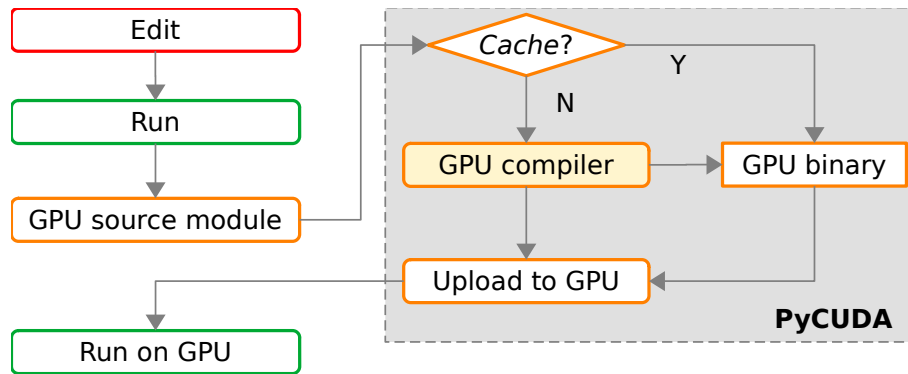 Edit
Run
GPU source module
Cache?
N
Y
GPU compiler
GPU binary
Upload to GPU
PyCUDA
Run on GPU